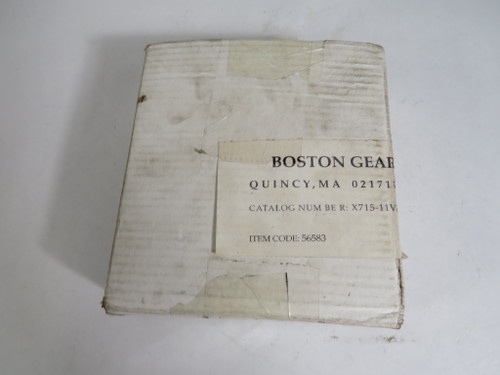 BOSTON GEAR
QUINCY, MA 02171
CATALOG NUM BE R: X715-11V
ITEM CODE: 56583